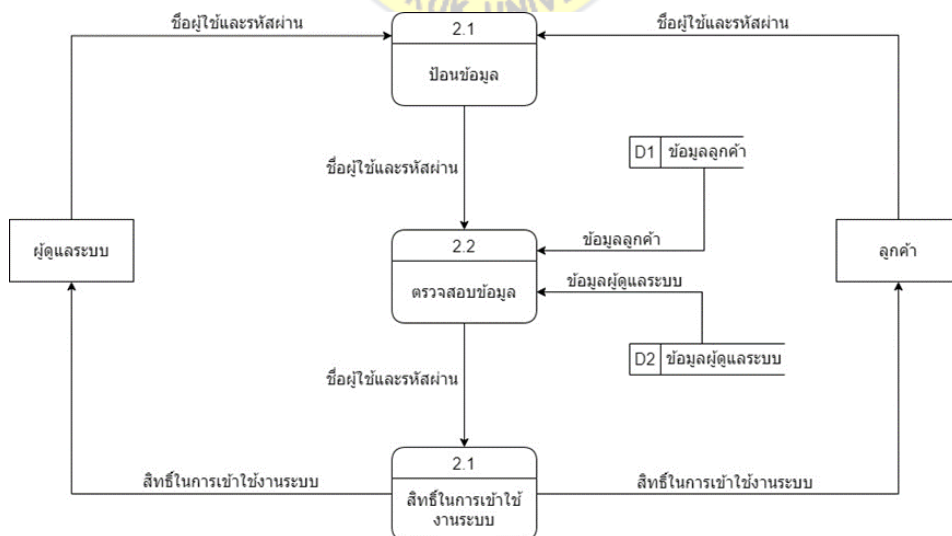 ชื่อผู้ใช้และรหัสผ่าน
2.1
ชื่อผู้ใช้และรหัสผ่าน
ป้อนข้อมูล
ชื่อผู้ใช้และรหัสผ่าน
D1 ข้อมูลลูกค้า
ผู้ดูแลระบบ
2.2
ข้อมูลลูกค้า
ลูกค้า
ตรวจสอบข้อมูล
ข้อมูลผู้ดูแลระบบ
D2 ข้อมูลผู้ดูแลระบบ
ชื่อผู้ใช้และรหัสผ่าน
2.1
สิทธิ์ในการเข้าใช้งานระบบ
สิทธิ์ในการเข้าใช้
งานระบบ
สิทธิ์ในการเข้าใช้งานระบบ